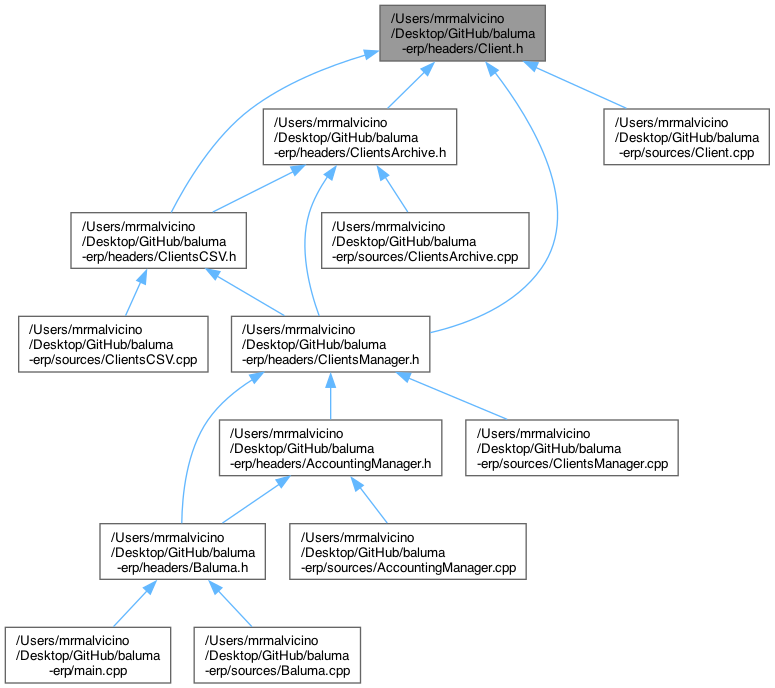 /Users/mrmalvicino
/Desktop/GitHub/baluma
-erp/headers/Client.h
/Users/mrmalvicino
/Desktop/GitHub/baluma
-erp/headers/ClientsArchive.h
/Users/mrmalvicino
/Desktop/GitHub/baluma
-erp/sources/Client.cpp
/Users/mrmalvicino
/Desktop/GitHub/baluma
-erp/headers/ClientsCSV.h
/Users/mrmalvicino
/Desktop/GitHub/baluma
-erp/sources/ClientsArchive.cpp
/Users/mrmalvicino
/Desktop/GitHub/baluma
-erp/sources/ClientsCSV.cpp
/Users/mrmalvicino
/Desktop/GitHub/baluma
-erp/headers/ClientsManager.h
/Users/mrmalvicino
/Desktop/GitHub/baluma
-erp/headers/AccountingManager.h
/Users/mrmalvicino
/Desktop/GitHub/baluma
-erp/sources/ClientsManager.cpp
/Users/mrmalvicino
/Desktop/GitHub/baluma
-erp/headers/Baluma.h
/Users/mrmalvicino
/Desktop/GitHub/baluma
-erp/sources/AccountingManager.cpp
/Users/mrmalvicino
/Desktop/GitHub/baluma
-erp/main.cpp
/Users/mrmalvicino
/Desktop/GitHub/baluma
-erp/sources/Baluma.cpp